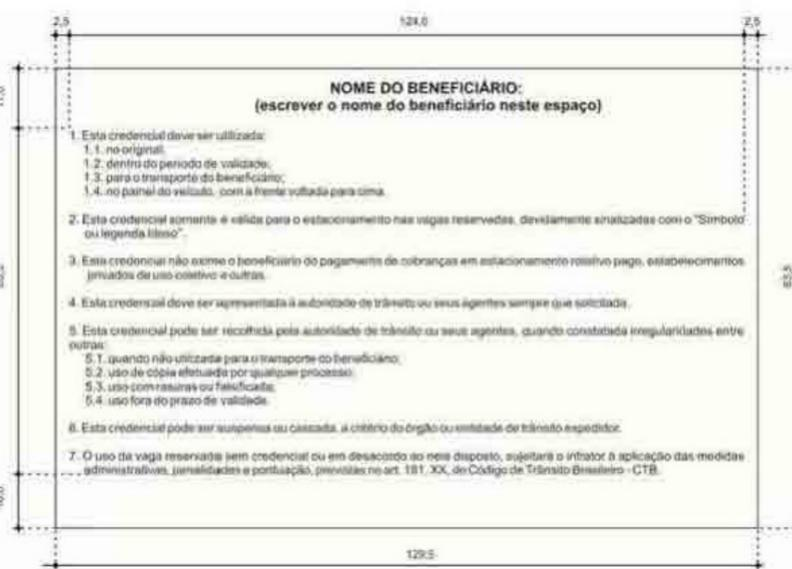 2,5 124,0 2,5
NOME DO BENEFICIÁRIO:
(escrever o nome do beneficiário neste espaço)
1. Esta credencial deve ser utilizada:
1.1. no original;
1.2. dentro do período de validade;
1.3. para o transporte do beneficiário;
1.4. no painel do veículo, com a frente voltada para cima.
2. Esta credencial somente é válida para o estacionamento nas vagas reservadas, devidamente sinalizadas com o "Símbolo
ou legenda Idoso".
3. Esta credencial não exime o beneficiário do pagamento de cobranças em estacionamento rotativo pago, estabelecimentos
privados de uso coletivo e outras.
4. Esta credencial deve ser apresentada à autoridade de trânsito ou seus agentes sempre que solicitada.
5. Esta credencial pode ser recolhida pela autoridade de trânsito ou seus agentes, quando constatada irregularidades entre
outras:
5.1. quando não utilizada para o transporte do beneficiário;
5.2. uso de cópia efetuada por qualquer processo;
5.3. uso com rasuras ou falsificada;
5.4. uso fora do prazo de validade.
6. Esta credencial pode ser suspensa ou cassada, a critério do órgão ou entidade de trânsito expedidor.
7. O uso da vaga reservada sem credencial ou em desacordo ao nela disposto, sujeitará o infrator à aplicação das medidas
administrativas, penalidades e pontuação, previstas no art. 181, XX, do Código de Trânsito Brasileiro - CTB.
129,5